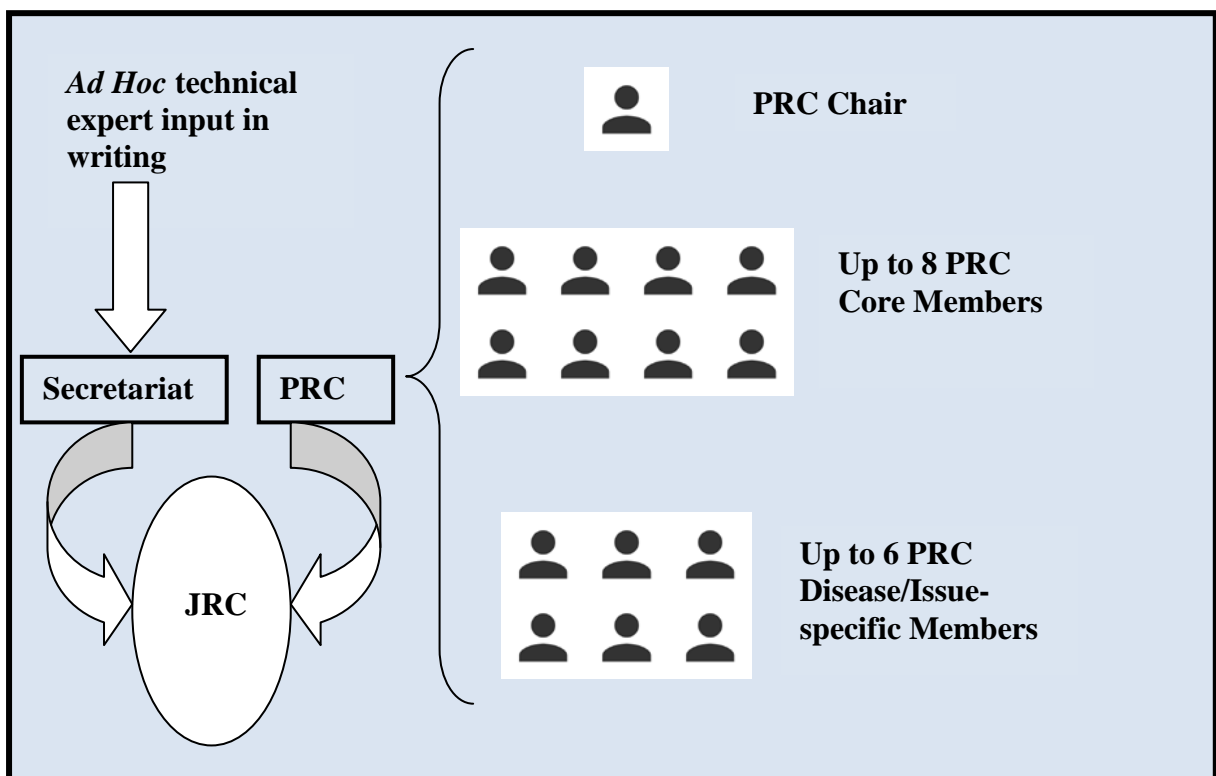 Ad Hoc technical
expert input in
writing
PRC Chair
Up to 8 PRC
Core Members
Secretariat
PRC
JRC
Up to 6 PRC
Disease/Issue-
specific Members